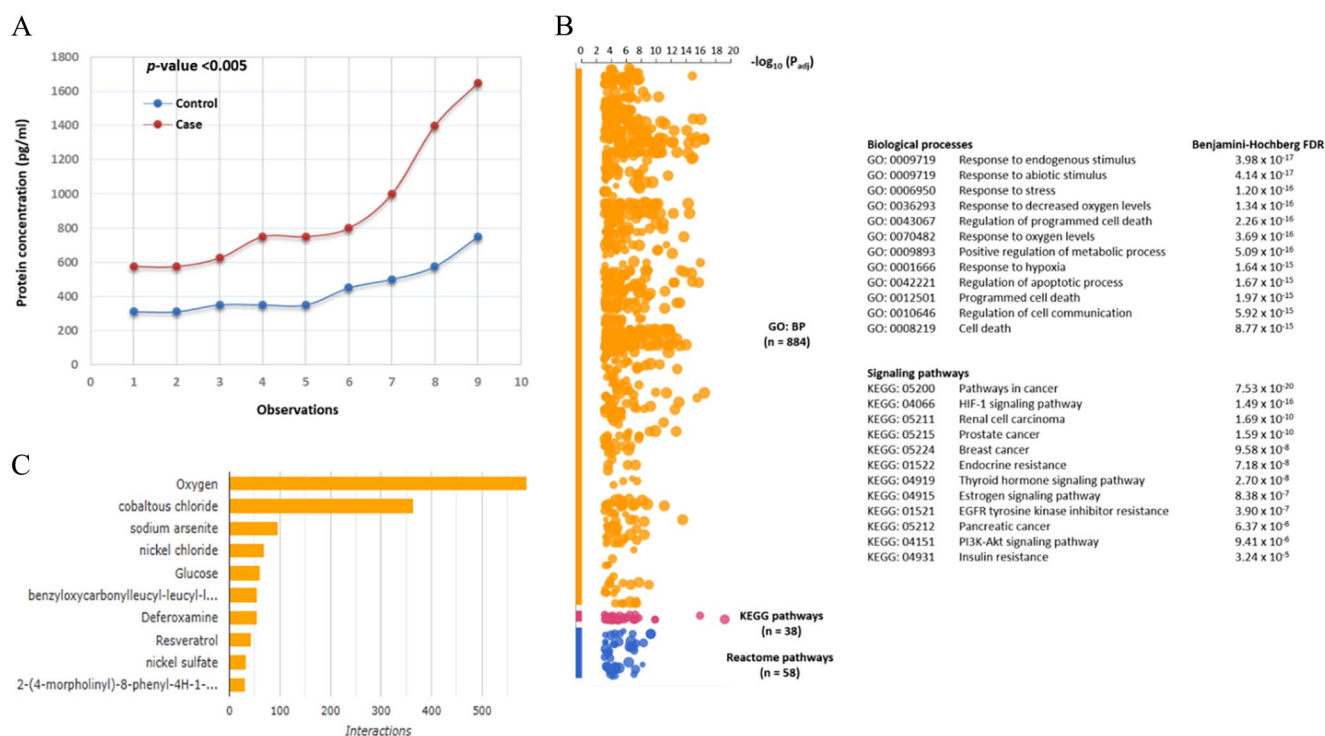 A
1800
1600
1400
1200
1000
800
600
400
200
0
0 1 2 3 4 5 6 7 8 9 10
p-value <0.005
Control
Case
Protein concentration (pg/ml)
Observations
B
0 2 4 6 8 10 12 14 16 18 20
-log10 (Padj)
GO: BP
(n = 884)
KEGG pathways
(n = 38)
Reactome pathways
(n = 58)
Biological processes Benjamini-Hochberg FDR
GO: 0009719 Response to endogenous stimulus 3.98 x 10-17
GO: 0009719 Response to abiotic stimulus 4.14 x 10-17
GO: 0006950 Response to stress 1.20 x 10-16
GO: 0036293 Response to decreased oxygen levels 1.34 x 10-16
GO: 0043067 Regulation of programmed cell death 2.26 x 10-16
GO: 0070482 Response to oxygen levels 3.69 x 10-16
GO: 0009893 Positive regulation of metabolic process 5.09 x 10-16
GO: 0001666 Response to hypoxia 1.64 x 10-15
GO: 0042221 Regulation of apoptotic process 1.67 x 10-15
GO: 0012501 Programmed cell death 1.97 x 10-15
GO: 0010646 Regulation of cell communication 5.92 x 10-15
GO: 0008219 Cell death 8.77 x 10-15
Signaling pathways
KEGG: 05200 Pathways in cancer 7.53 x 10-20
KEGG: 04066 HIF-1 signaling pathway 1.49 x 10-16
KEGG: 05211 Renal cell carcinoma 1.69 x 10-10
KEGG: 05215 Prostate cancer 1.59 x 10-10
KEGG: 05224 Breast cancer 9.58 x 10-8
KEGG: 01522 Endocrine resistance 7.18 x 10-8
KEGG: 04919 Thyroid hormone signaling pathway 2.70 x 10-8
KEGG: 04915 Estrogen signaling pathway 8.38 x 10-7
KEGG: 01521 EGFR tyrosine kinase inhibitor resistance 3.90 x 10-7
KEGG: 05212 Pancreatic cancer 6.37 x 10-6
KEGG: 04151 PI3K-Akt signaling pathway 9.41 x 10-6
KEGG: 04931 Insulin resistance 3.24 x 10-5
C
Oxygen
cobaltous chloride
sodium arsenite
nickel chloride
Glucose
benzyloxycarbonylleucyl-leucyl-l...
Deferoxamine
Resveratrol
nickel sulfate
2-(4-morpholinyl)-8-phenyl-4H-1-...
0 100 200 300 400 500
Interactions